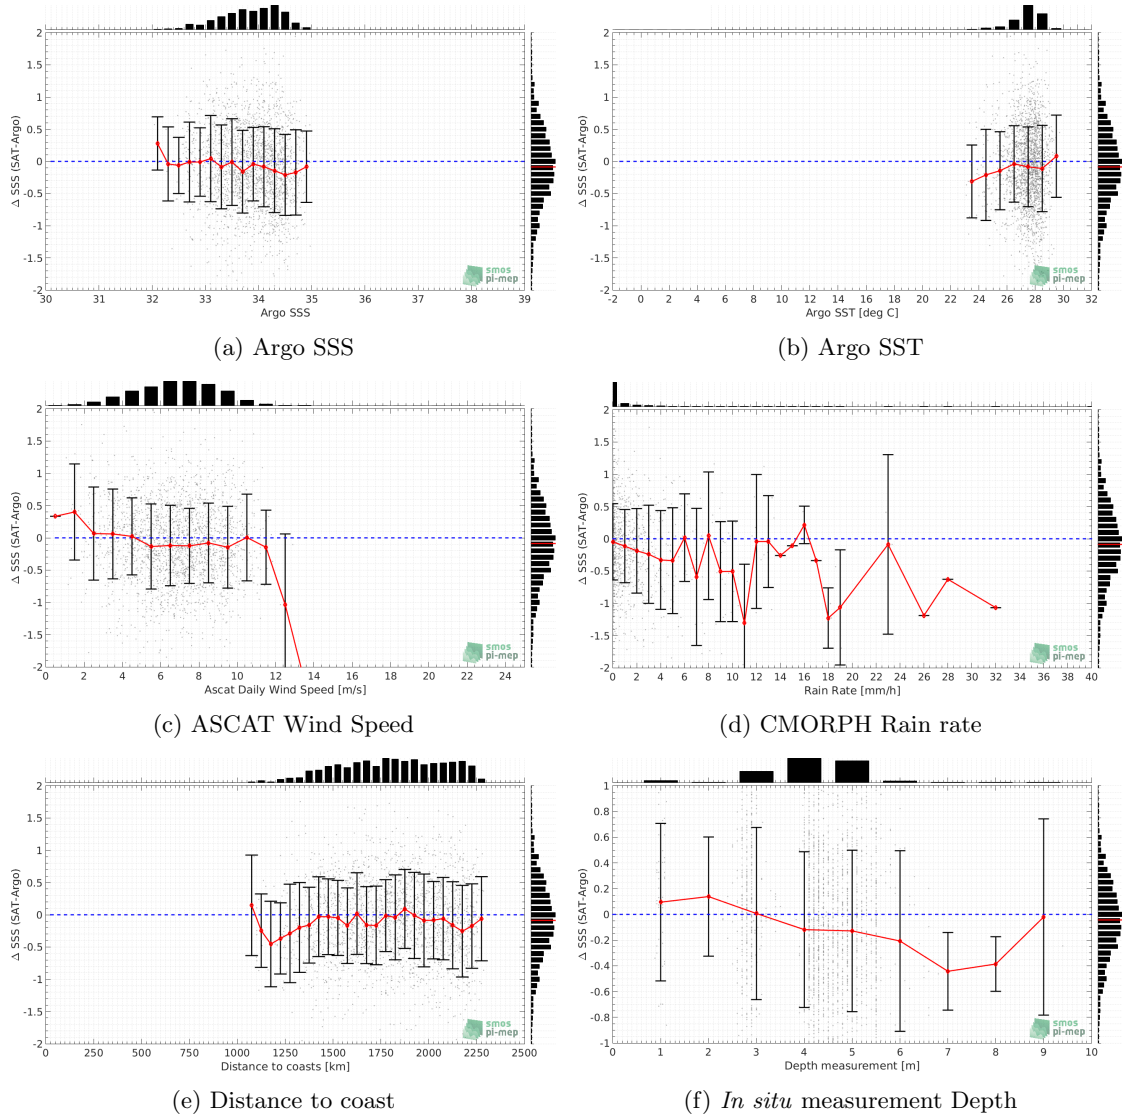 2
1.5
1
0.5
0
-0.5
-1
-1.5
-2
Δ SSS (SAT-Argo)
30 31 32 33 34 35 36 37 38 39
Argo SSS
smos
pi-mep
(a) Argo SSS
2
1.5
1
0.5
0
-0.5
-1
-1.5
-2
Δ SSS (SAT-Argo)
-2 0 2 4 6 8 10 12 14 16 18 20 22 24 26 28 30 32
Argo SST [deg C]
smos
pi-mep
(b) Argo SST
2
1.5
1
0.5
0
-0.5
-1
-1.5
-2
Δ SSS (SAT-Argo)
0 2 4 6 8 10 12 14 16 18 20 22 24
Ascat Daily Wind Speed [m/s]
smos
pi-mep
(c) ASCAT Wind Speed
2
1.5
1
0.5
0
-0.5
-1
-1.5
-2
Δ SSS (SAT-Argo)
0 2 4 6 8 10 12 14 16 18 20 22 24 26 28 30 32 34 36 38 40
Rain Rate [mm/h]
smos
pi-mep
(d) CMORPH Rain rate
2
1.5
1
0.5
0
-0.5
-1
-1.5
-2
Δ SSS (SAT-Argo)
0 250 500 750 1000 1250 1500 1750 2000 2250 2500
Distance to coasts [km]
smos
pi-mep
(e) Distance to coast
1
0.8
0.6
0.4
0.2
0
-0.2
-0.4
-0.6
-0.8
-1
Δ SSS (SAT-Argo)
0 1 2 3 4 5 6 7 8 9 10
Depth measurement [m]
smos
pi-mep
(f) In situ measurement Depth